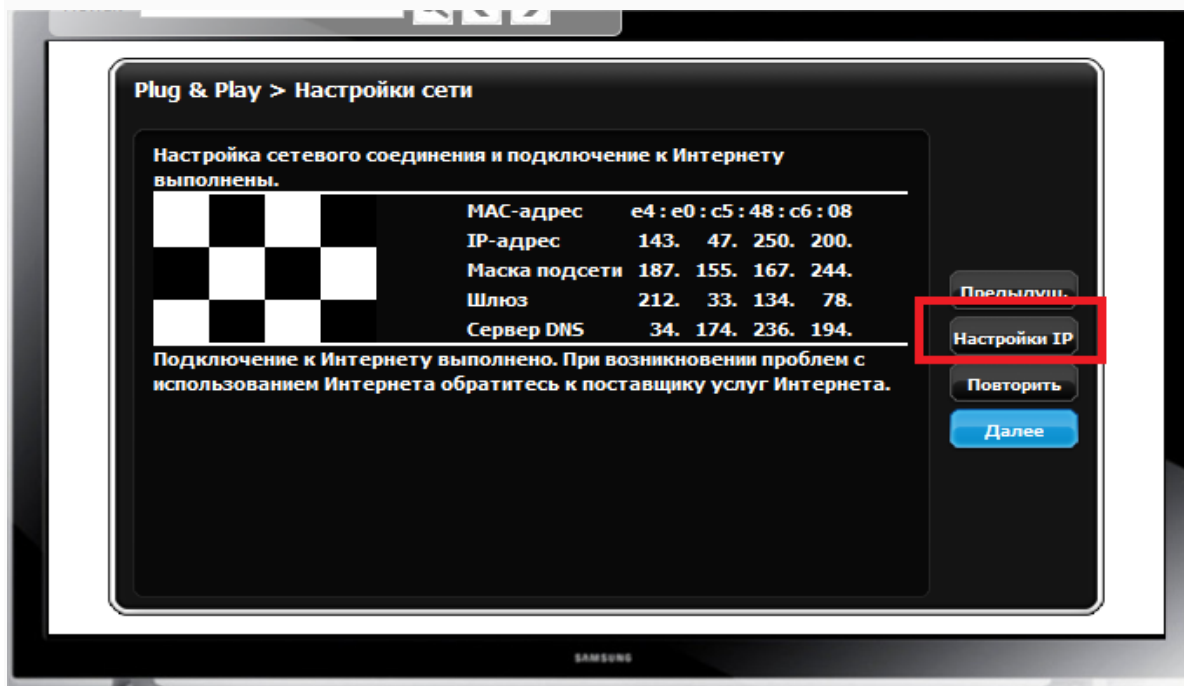 Plug & Play > Настройки сети
Настройка сетевого соединения и подключение к Интернету
выполнены.
MAC-адрес e4 : e0 : c5 : 48 : c6 : 08
IP-адрес 143. 47. 250. 200.
Маска подсети 187. 155. 167. 244.
Шлюз 212. 33. 134. 78.
Сервер DNS 34. 174. 236. 194.
Подключение к Интернету выполнено. При возникновении проблем с
использованием Интернета обратитесь к поставщику услуг Интернета.
Предыдущ.
Настройки IP
Повторить
Далее
SAMSUNG